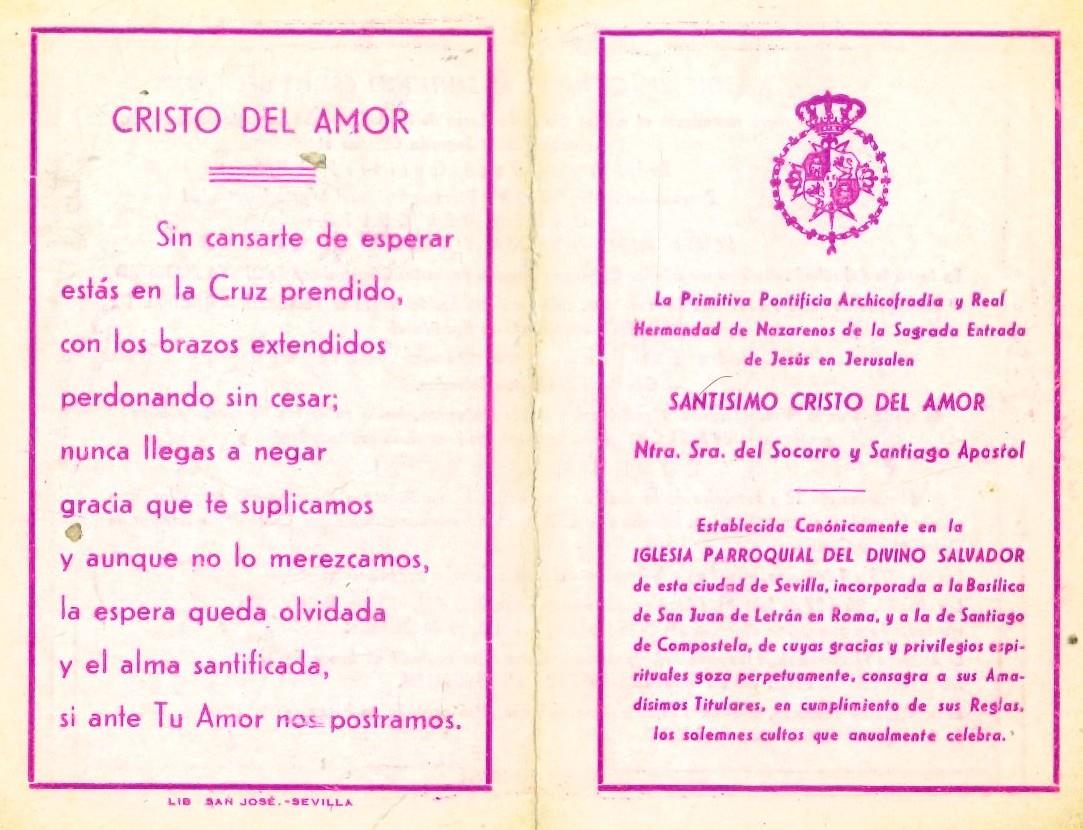 CRISTO DEL AMOR
Sin cansarte de esperar
estás en la Cruz prendido,
con los brazos extendidos
perdonando sin cesar;
nunca llegas a negar
gracia que te suplicamos
y aunque no lo merezcamos,
la espera queda olvidada
y el alma santificada,
si ante Tu Amor nos postramos.
LIB SAN JOSÉ.-SEVILLA
La Primitiva Pontificia Archicofradía y Real
Hermandad de Nazarenos de la Sagrada Entrada
de Jesús en Jerusalen
SANTISIMO CRISTO DEL AMOR
Ntra. Sra. del Socorro y Santiago Apostol
Establecida Canónicamente en la
IGLESIA PARROQUIAL DEL DIVINO SALVADOR
de esta ciudad de Sevilla, incorporada a la Basílica
de San Juan de Letrán en Roma, y a la de Santiago
de Compostela, de cuyas gracias y privilegios espi-
rituales goza perpetuamente, consagra a sus Ama-
dísimos Titulares, en cumplimiento de sus Reglas,
los solemnes cultos que anualmente celebra.